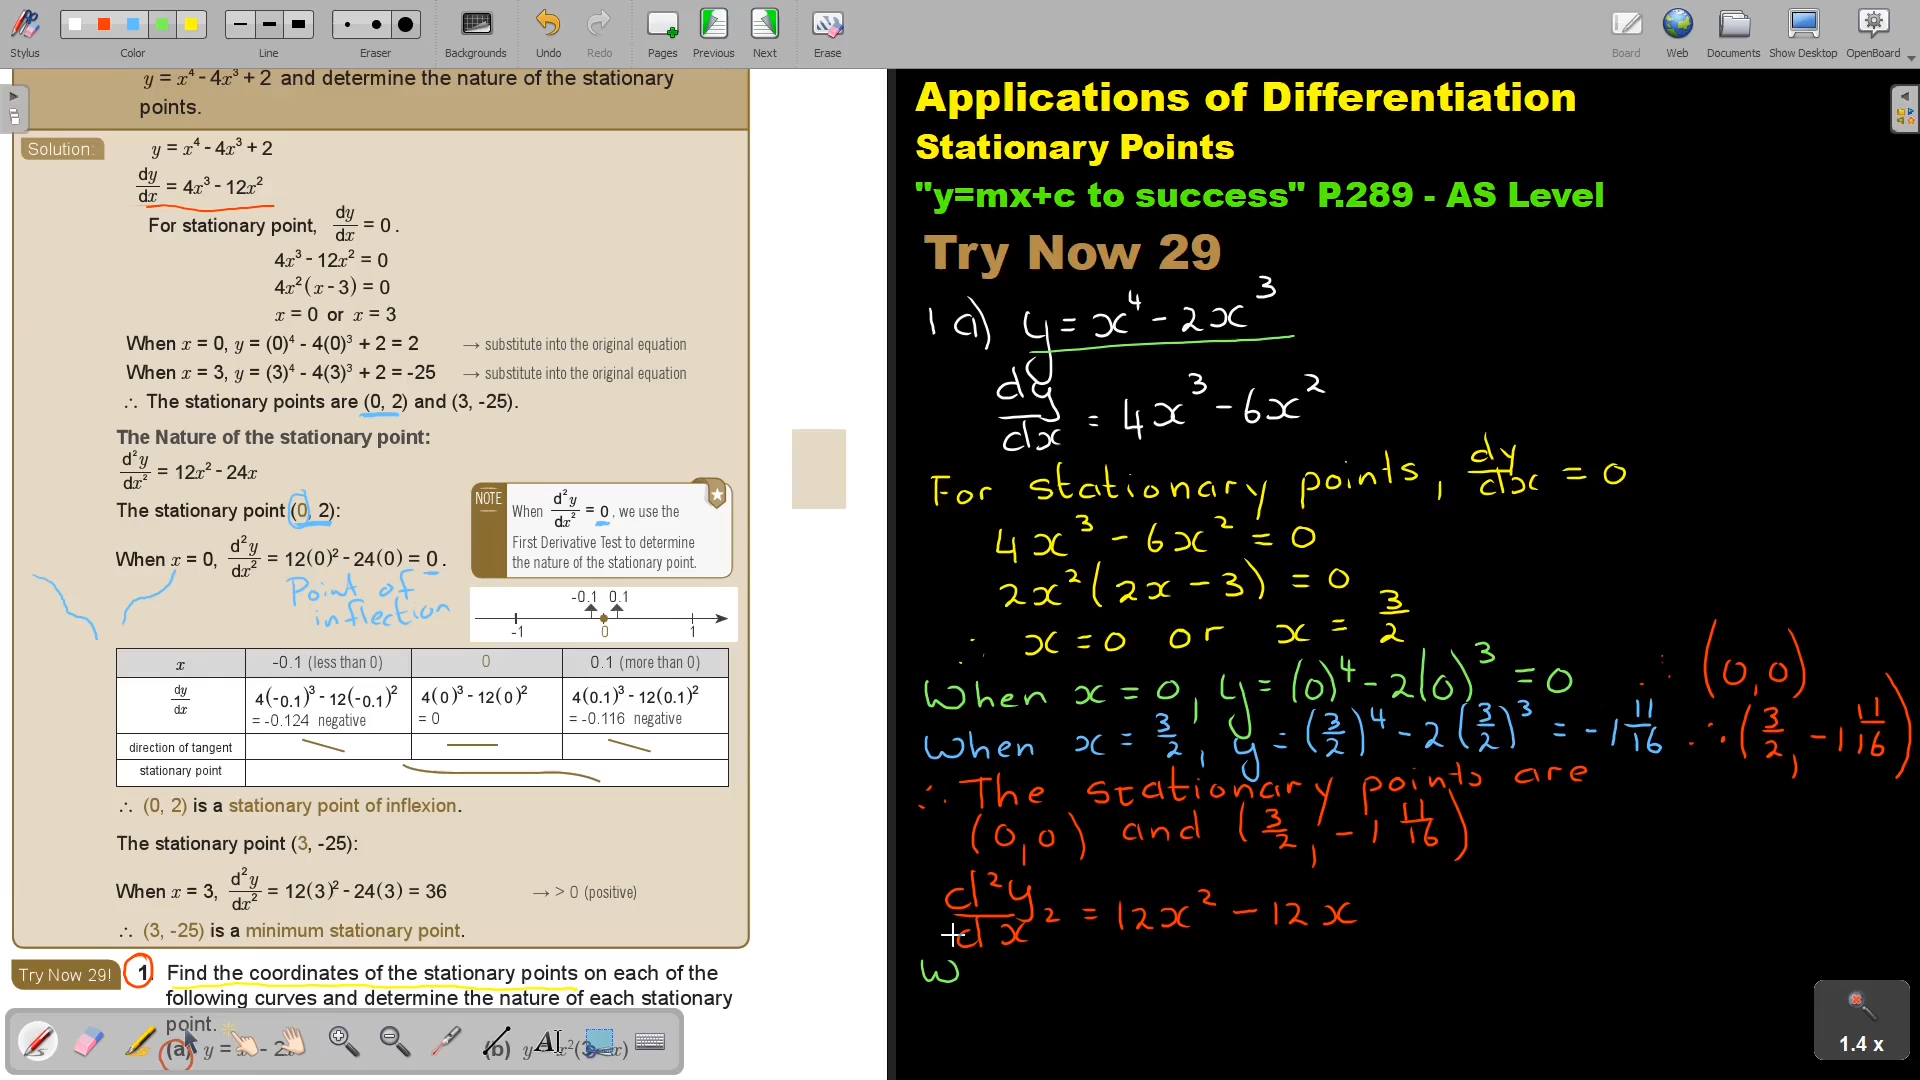 Stylus
Color
Line
Eraser
Backgrounds
Undo
Redo
Pages
Previous
Next
Erase
Board
Web
Documents
Show Desktop
OpenBoard
y = x⁴ - 4x³ + 2 and determine the nature of the stationary
points.
Solution:
y = x⁴ - 4x³ + 2
dy/dx = 4x³ - 12x²
For stationary point, dy/dx = 0.
4x³ - 12x² = 0
4x²(x - 3) = 0
x = 0 or x = 3
When x = 0, y = (0)⁴ - 4(0)³ + 2 = 2 → substitute into the original equation
When x = 3, y = (3)⁴ - 4(3)³ + 2 = -25 → substitute into the original equation
∴ The stationary points are (0, 2) and (3, -25).
The Nature of the stationary point:
d²y/dx² = 12x² - 24x
The stationary point (0, 2):
When x = 0, d²y/dx² = 12(0)² - 24(0) = 0.
Point of
inflection
NOTE
When d²y/dx² = 0, we use the
First Derivative Test to determine
the nature of the stationary point.
-0.1 0.1
-1 0 1
x -0.1 (less than 0) 0 0.1 (more than 0)
dy/dx 4(-0.1)³ - 12(-0.1)² 4(0)³ - 12(0)² 4(0.1)³ - 12(0.1)²
= -0.124 negative = 0 = -0.116 negative
direction of tangent
stationary point
∴ (0, 2) is a stationary point of inflexion.
The stationary point (3, -25):
When x = 3, d²y/dx² = 12(3)² - 24(3) = 36 → > 0 (positive)
∴ (3, -25) is a minimum stationary point.
Try Now 29! 1 Find the coordinates of the stationary points on each of the
following curves and determine the nature of each stationary
point.
(a) y = (b) y
Applications of Differentiation
Stationary Points
"y=mx+c to success" P.289 - AS Level
Try Now 29
1 a) y = x⁴ - 2x³
dy/dx = 4x³ - 6x²
For stationary points, dy/dx = 0
4x³ - 6x² = 0
2x²(2x - 3) = 0
∴ x = 0 or x = 3/2
When x = 0, y = (0)⁴ - 2(0)³ = 0 ∴ (0,0)
When x = 3/2, y = (3/2)⁴ - 2(3/2)³ = -1 11/16 ∴ (3/2, -1 11/16)
∴ The stationary points are
(0,0) and (3/2, -1 11/16)
d²y/dx² = 12x² - 12x
W
1.4 x